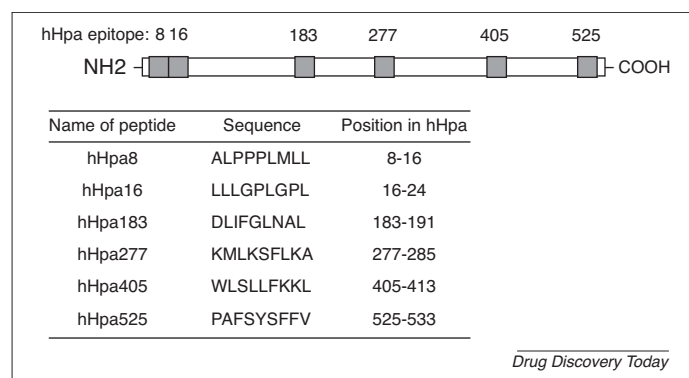 hHpa epitope: 8 16 183 277 405 525
NH2 COOH
Name of peptide Sequence Position in hHpa
hHpa8 ALPPPLMLL 8-16
hHpa16 LLLGPLGPL 16-24
hHpa183 DLIFGLNAL 183-191
hHpa277 KMLKSFLKA 277-285
hHpa405 WLSLLFKKL 405-413
hHpa525 PAFSYSFFV 525-533
Drug Discovery Today